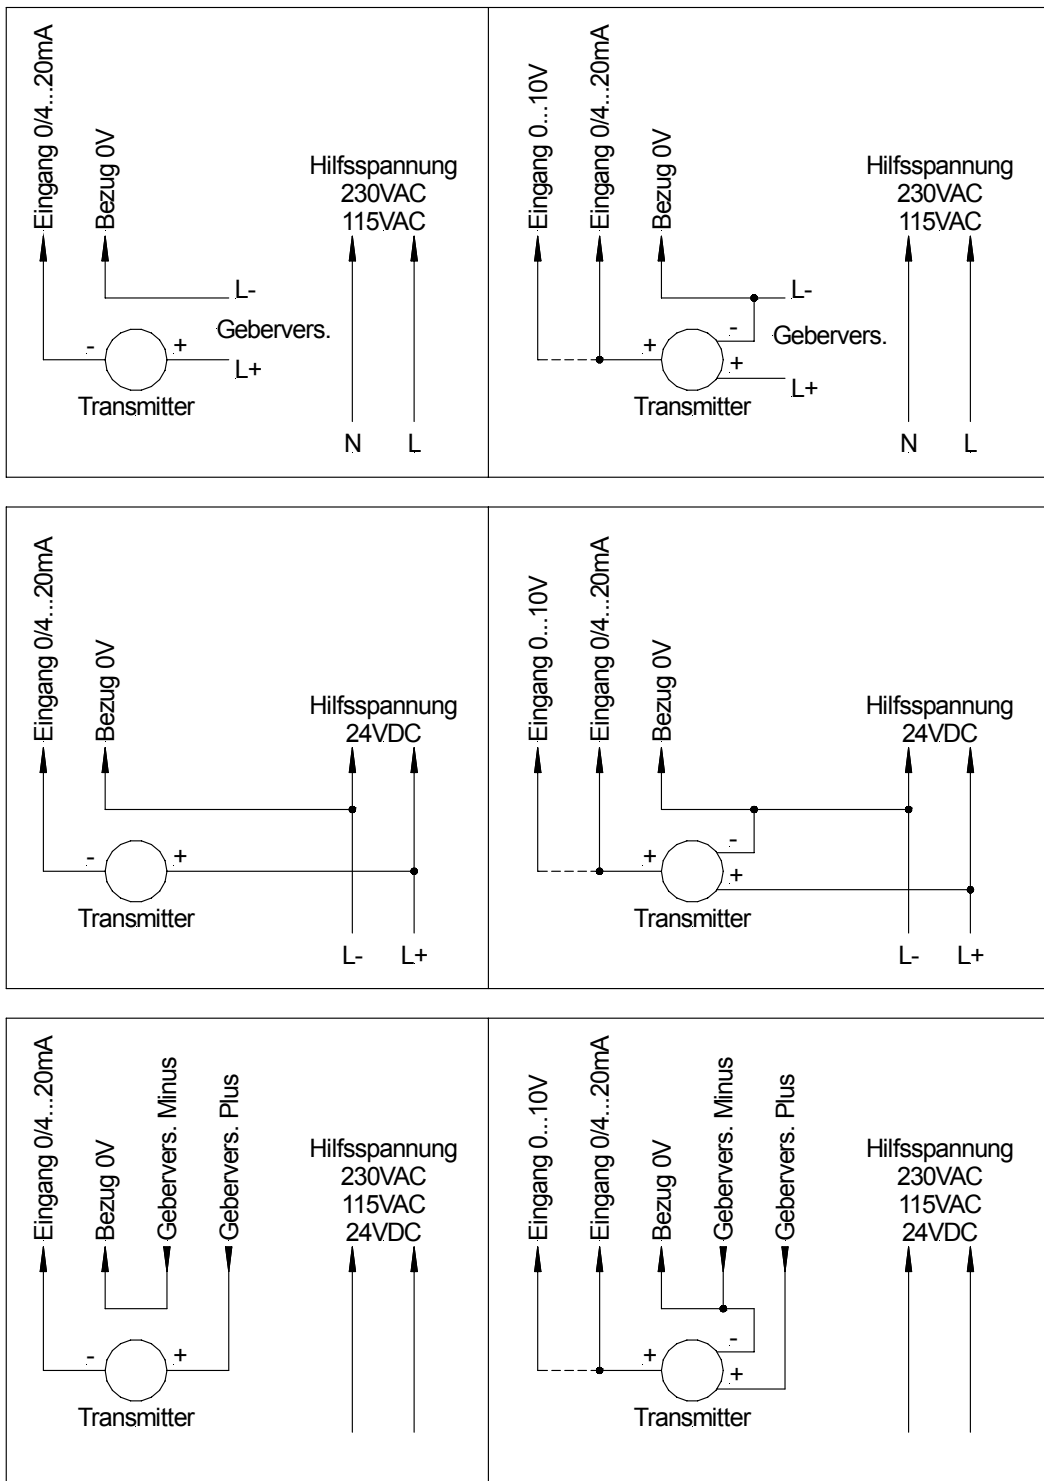 Eingang 0/4...20mA
Bezug 0V
Hilfsspannung
230VAC
115VAC
L-
Gebervers.
- +
L+
Transmitter
N L
Eingang 0...10V
Eingang 0/4...20mA
Bezug 0V
Hilfsspannung
230VAC
115VAC
L-
-
Gebervers.
+
+
L+
Transmitter
N L
Eingang 0/4...20mA
Bezug 0V
Hilfsspannung
24VDC
- +
Transmitter
L- L+
Eingang 0...10V
Eingang 0/4...20mA
Bezug 0V
Hilfsspannung
24VDC
-
+
+
Transmitter
L- L+
Eingang 0/4...20mA
Bezug 0V
Gebervers. Minus
Gebervers. Plus
Hilfsspannung
230VAC
115VAC
24VDC
- +
Transmitter
Eingang 0...10V
Eingang 0/4...20mA
Bezug 0V
Gebervers. Minus
Gebervers. Plus
Hilfsspannung
230VAC
115VAC
24VDC
-
+
+
Transmitter